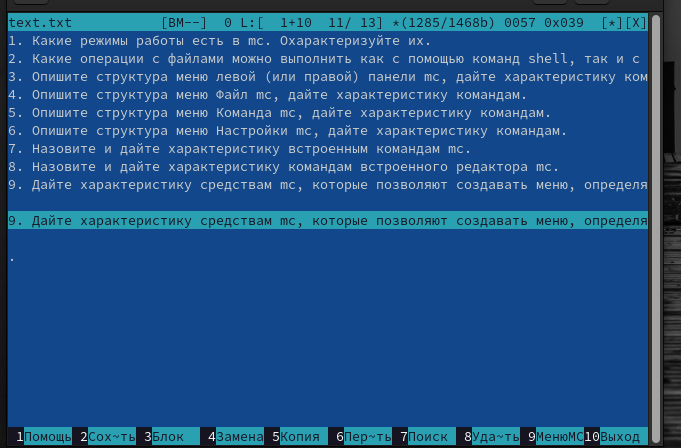 text.txt [BM--] 0 L:[ 1+10 11/ 13] *(1285/1468b) 0057 0x039 [*][X]
1. Какие режимы работы есть в mc. Охарактеризуйте их.
2. Какие операции с файлами можно выполнить как с помощью команд shell, так и с
3. Опишите структура меню левой (или правой) панели mc, дайте характеристику ком
4. Опишите структура меню Файл mc, дайте характеристику командам.
5. Опишите структура меню Команда mc, дайте характеристику командам.
6. Опишите структура меню Настройки mc, дайте характеристику командам.
7. Назовите и дайте характеристику встроенным командам mc.
8. Назовите и дайте характеристику командам встроенного редактора mc.
9. Дайте характеристику средствам mc, которые позволяют создавать меню, определя
9. Дайте характеристику средствам mc, которые позволяют создавать меню, определя
.
1Помощь 2Сох~ть 3Блок 4Замена 5Копия 6Пер~ть 7Поиск 8Уда~ть 9МенюMC 10Выход